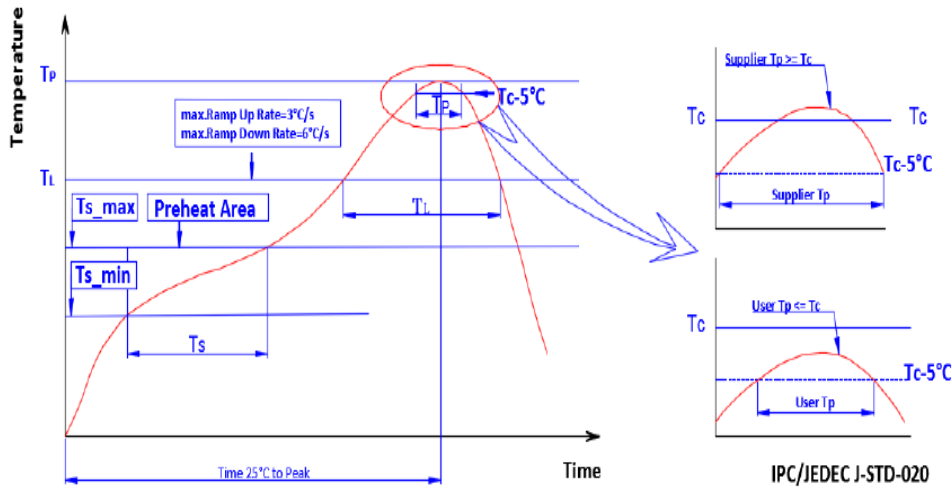 Temperature
Tp
max.Ramp Up Rate=3°C/s
max.Ramp Down Rate=6°C/s
TL
Ts_max
Preheat Area
Ts_min
Ts
TP
Tc-5°C
TL
Time 25°C to Peak
Time
Supplier Tp >= Tc
Tc
Tc
Tc-5°C
Supplier Tp
User Tp <= Tc
Tc
Tc-5°C
User Tp
IPC/JEDEC J-STD-020